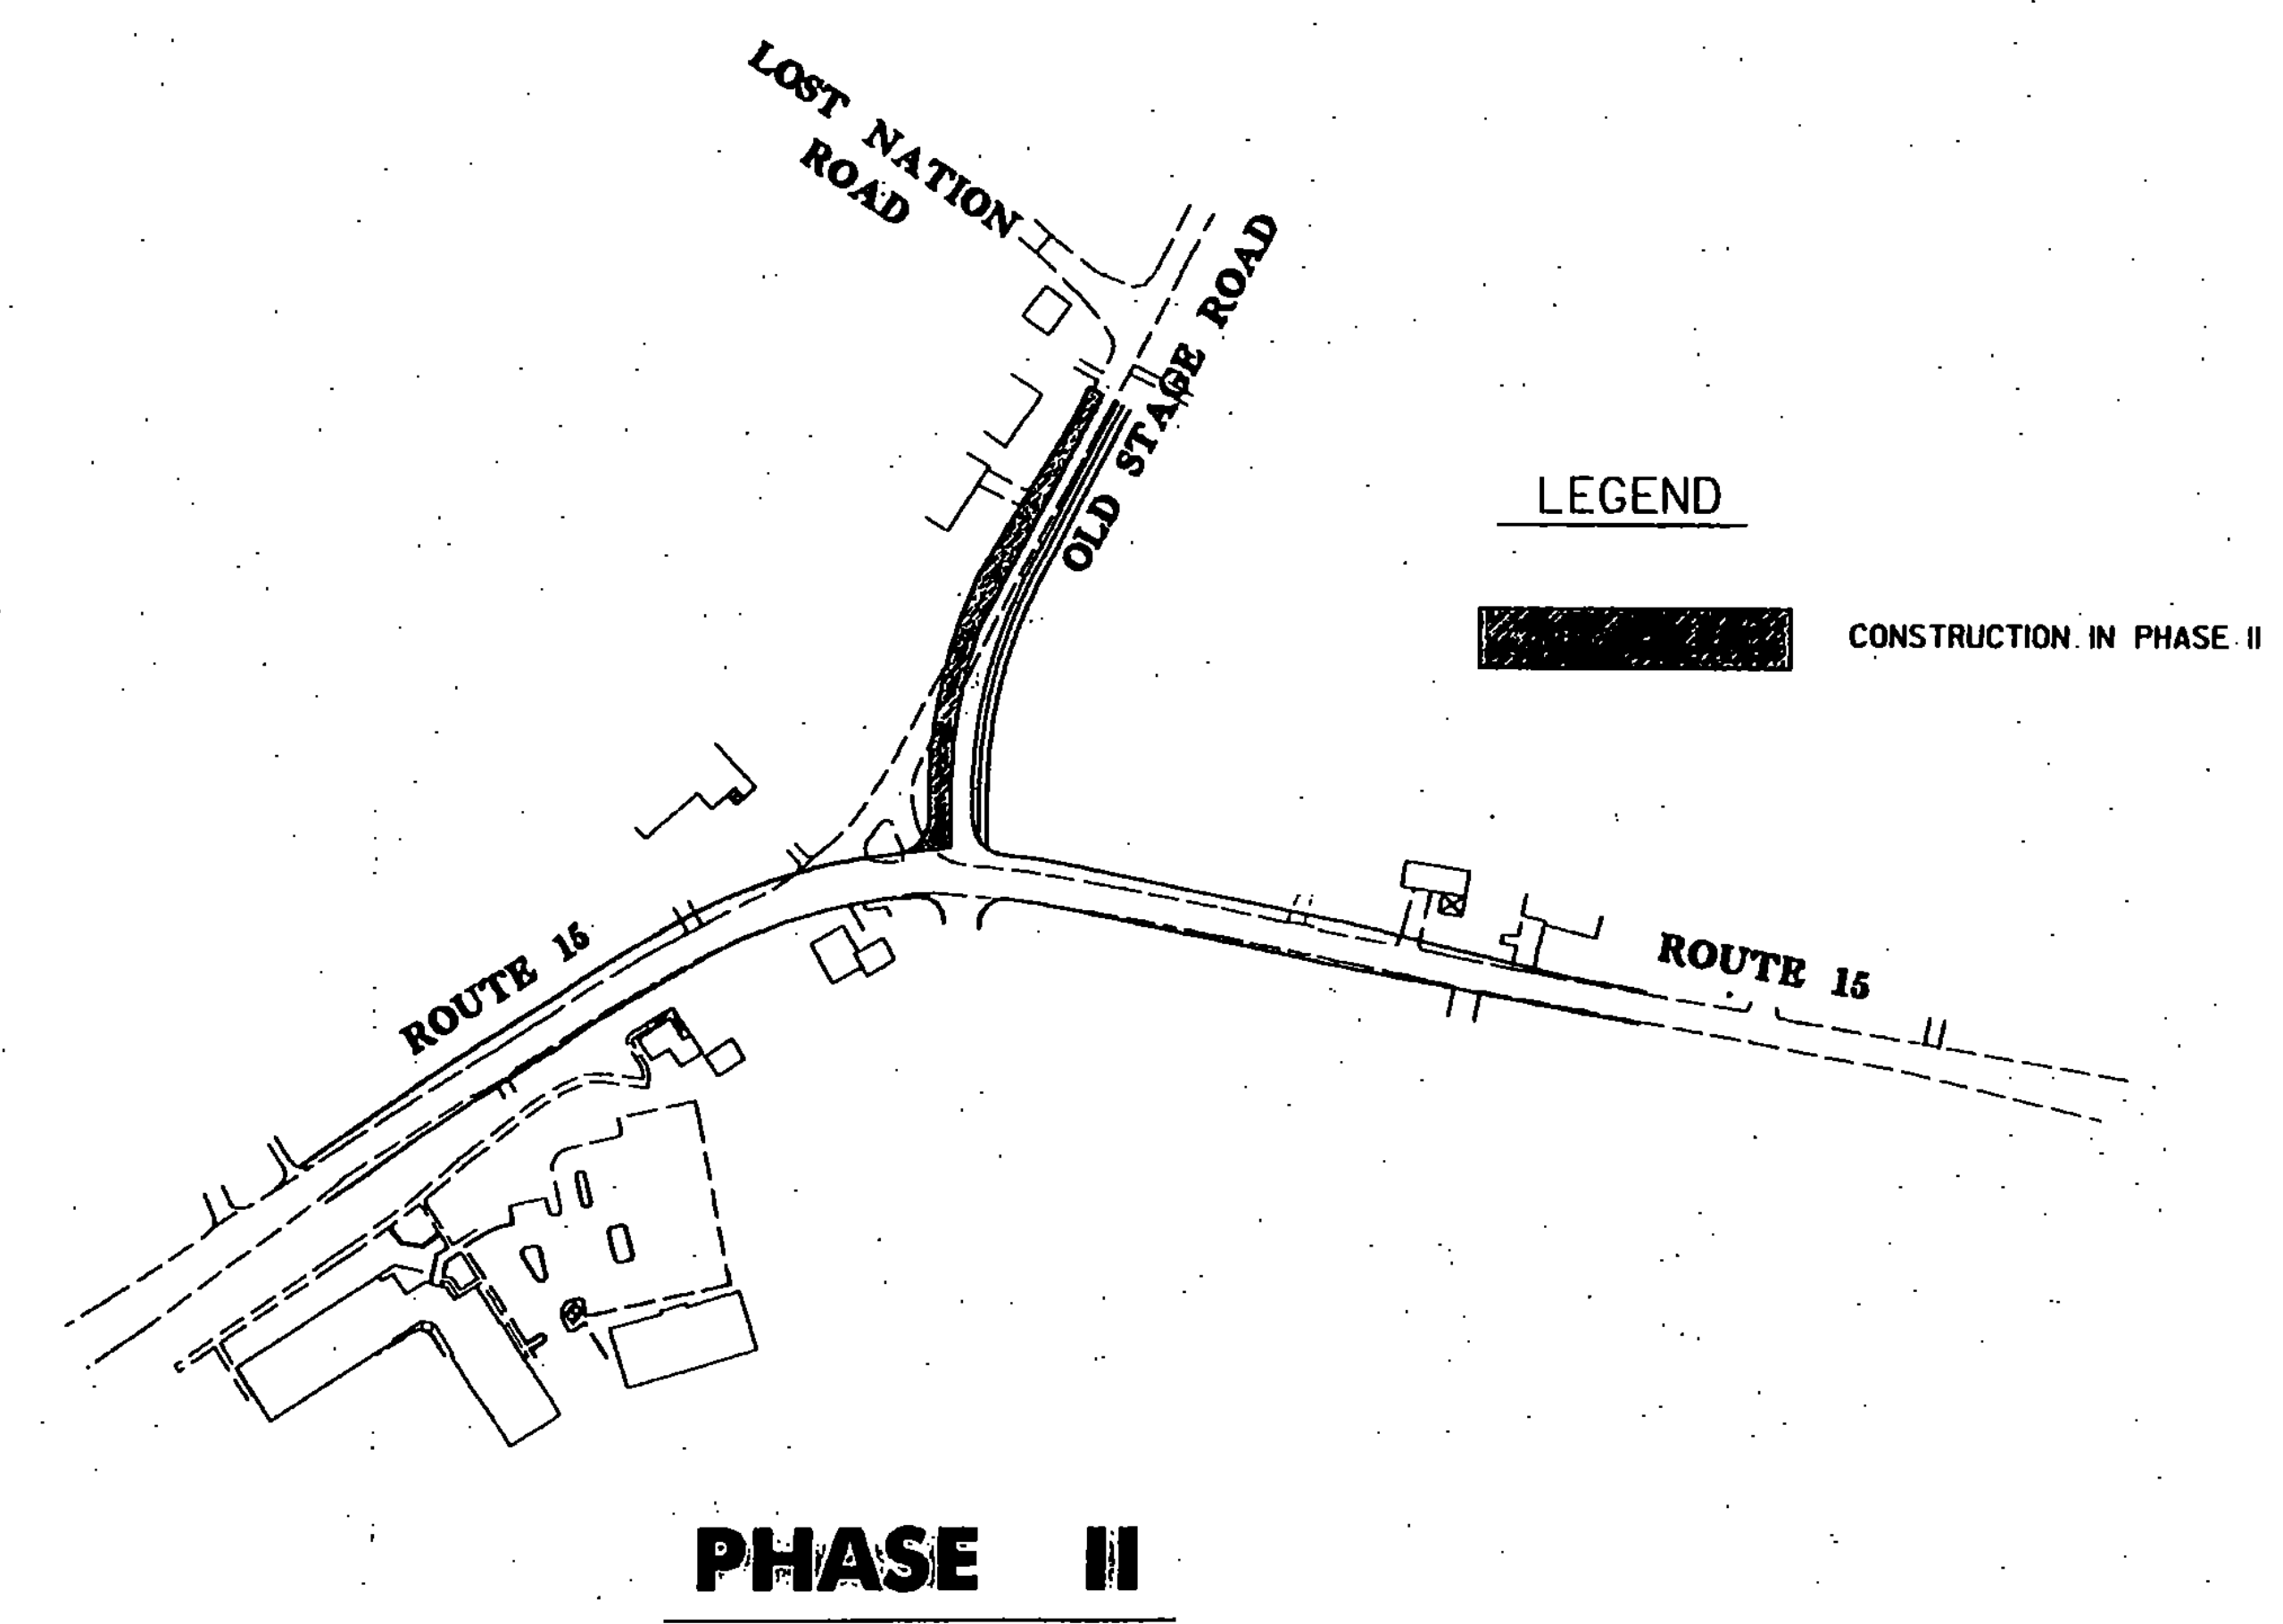 LOST NATION
ROAD
OLD STAGE ROAD
LEGEND
CONSTRUCTION IN PHASE II
ROUTE 15
ROUTE 15
PHASE II